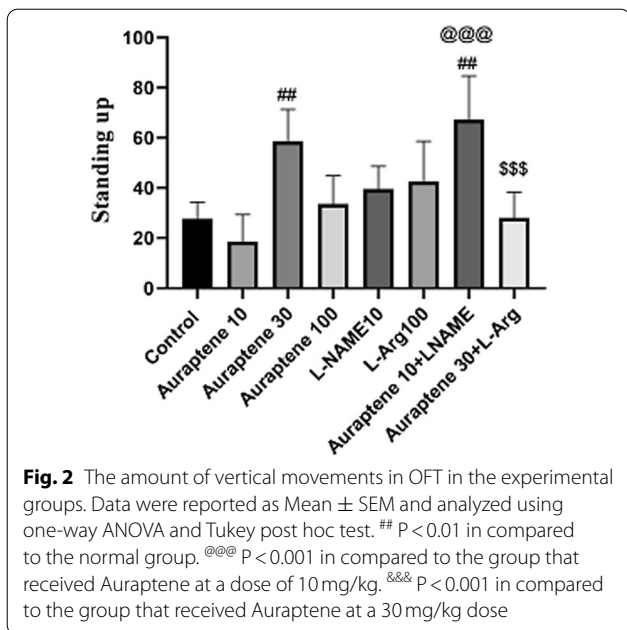 @@@
100
##
80
##
60
$$$
40
20
0
Standing up
Control
Auraptene 10
Auraptene 30
Auraptene 100
L-NAME10
L-Arg100
Auraptene 10+LNAME
Auraptene 30+L-Arg
Fig. 2 The amount of vertical movements in OFT in the experimental
groups. Data were reported as Mean ± SEM and analyzed using
one-way ANOVA and Tukey post hoc test. ## P < 0.01 in compared
to the normal group. @@@ P < 0.001 in compared to the group that
received Auraptene at a dose of 10 mg/kg. &&& P < 0.001 in compared
to the group that received Auraptene at a 30 mg/kg dose